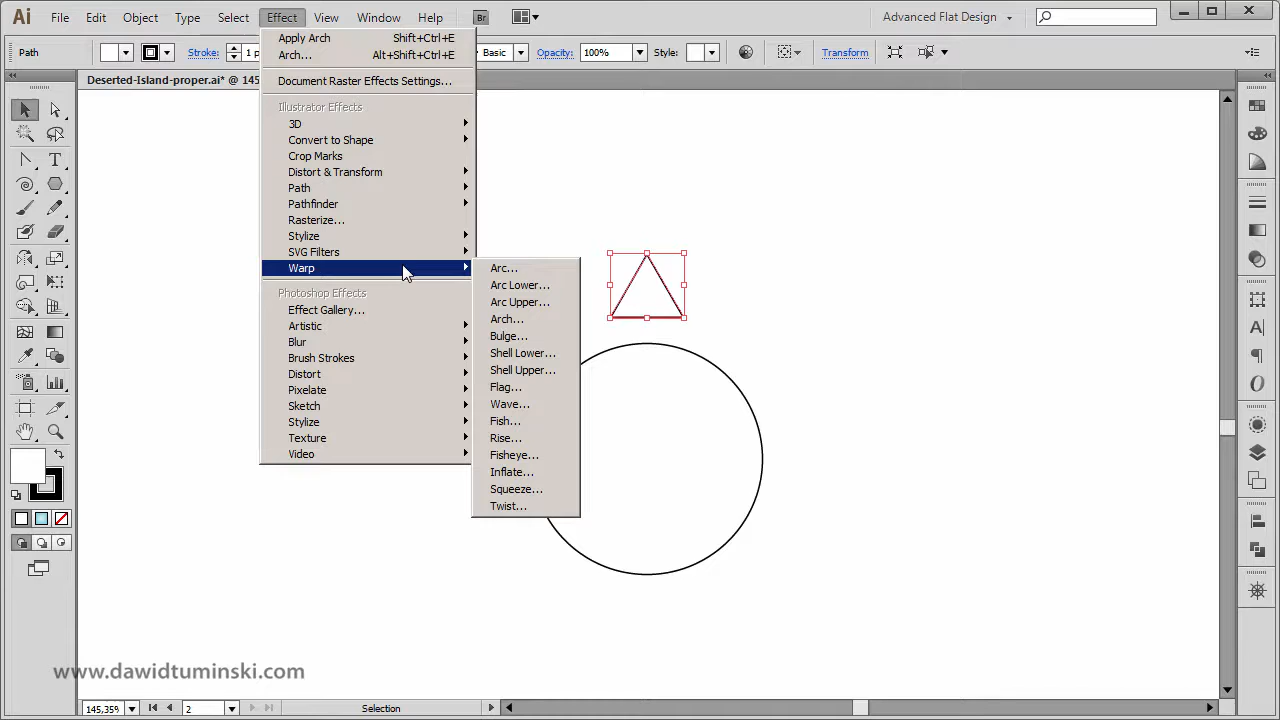 Ai File Edit Object Type Select Effect View Window Help Br Advanced Flat Design
Path Stroke: 1 p Basic Opacity: 100% Style: Transform
Deserted-Island-proper.ai* @ 145
Apply Arch Shift+Ctrl+E
Arch... Alt+Shift+Ctrl+E
Document Raster Effects Settings...
Illustrator Effects
3D
Convert to Shape
Crop Marks
Distort & Transform
Path
Pathfinder
Rasterize...
Stylize
SVG Filters
Warp
Photoshop Effects
Effect Gallery...
Artistic
Blur
Brush Strokes
Distort
Pixelate
Sketch
Stylize
Texture
Video
Arc...
Arc Lower...
Arc Upper...
Arch...
Bulge...
Shell Lower...
Shell Upper...
Flag...
Wave...
Fish...
Rise...
Fisheye...
Inflate...
Squeeze...
Twist...
www.dawidtuminski.com
145,35% 2 Selection